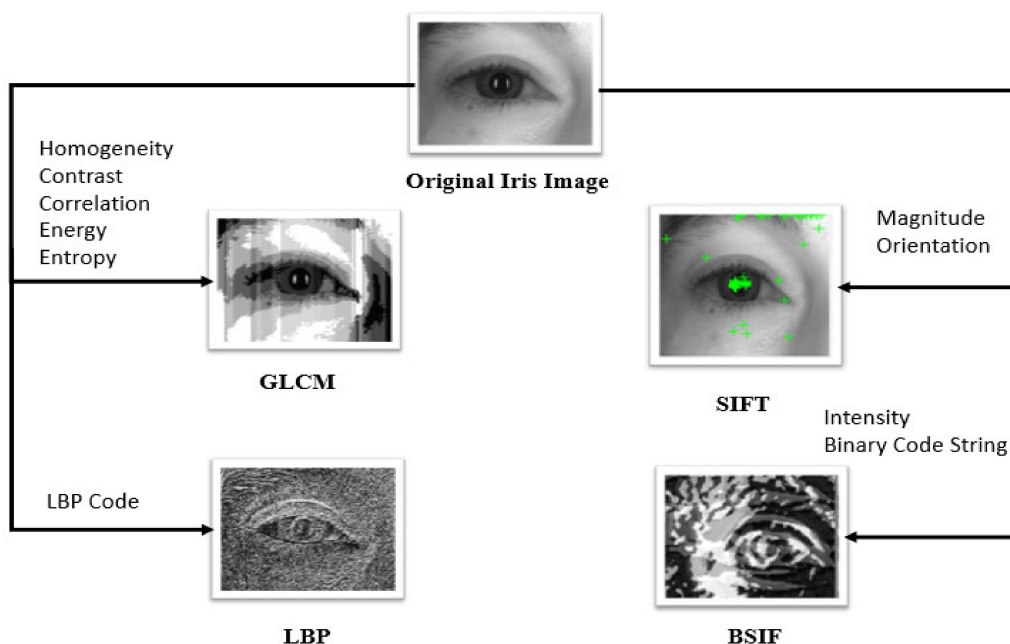 Original Iris Image
Homogeneity
Contrast
Correlation
Energy
Entropy
GLCM
Magnitude
Orientation
SIFT
LBP Code
LBP
Intensity
Binary Code String
BSIF